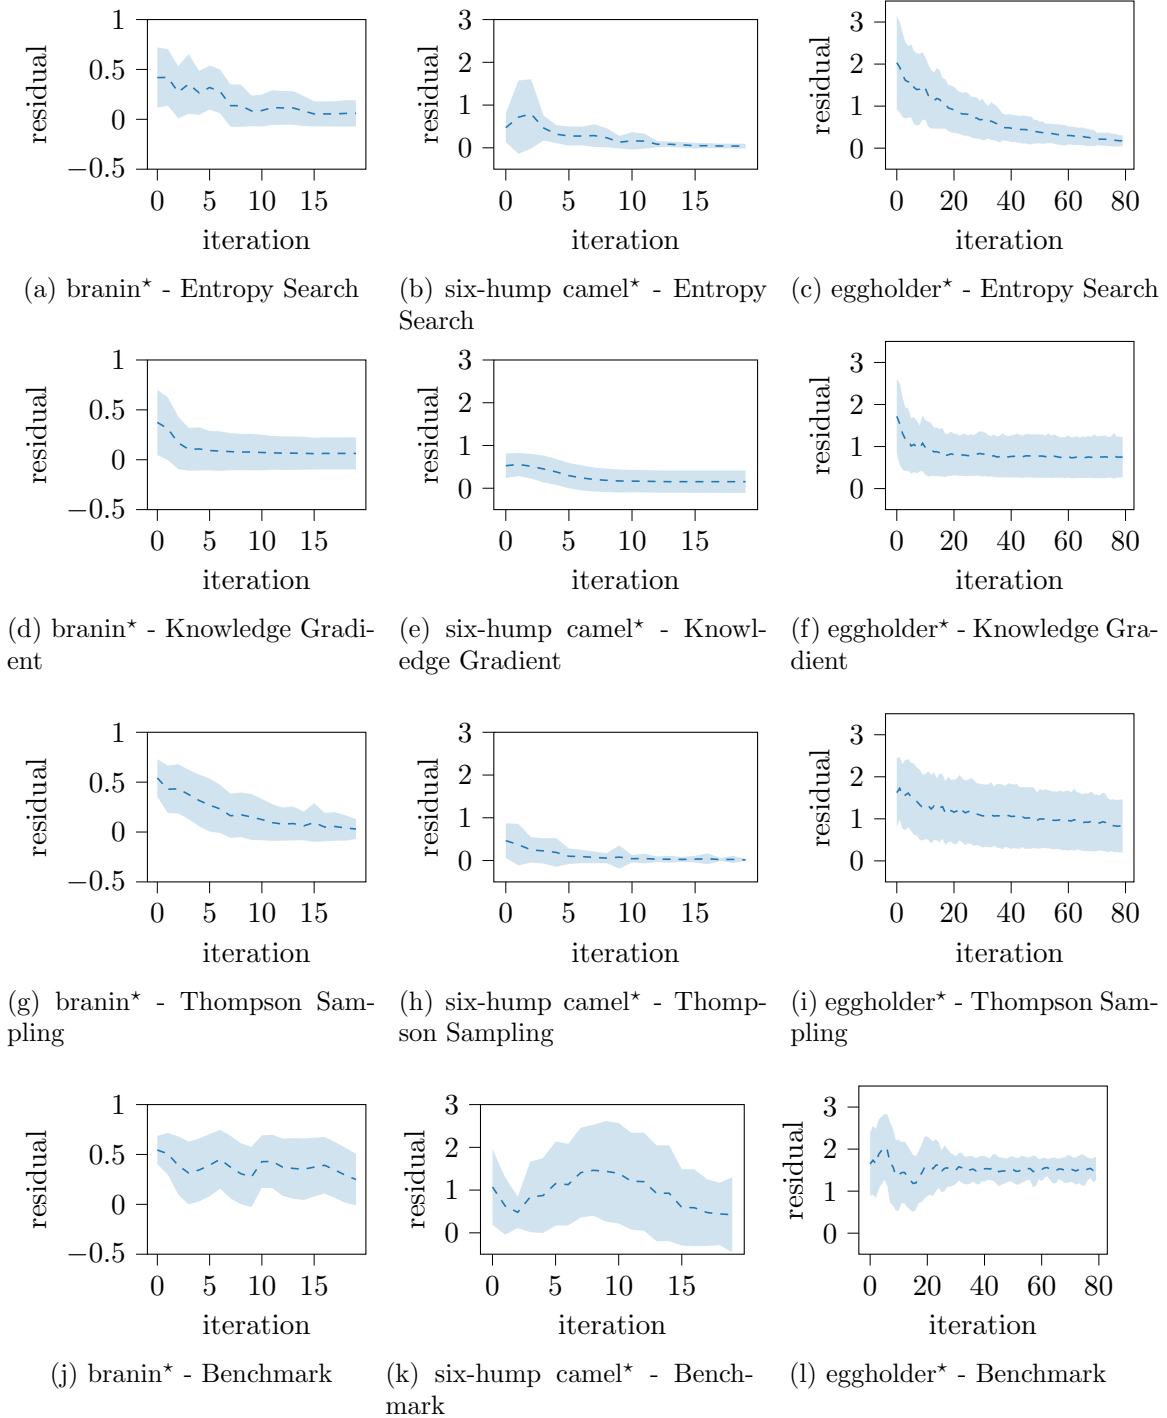 1
0.5
0
−0.5
residual
0 5 10 15
iteration
3
2
1
0
residual
0 5 10 15
iteration
3
2
1
0
residual
0 20 40 60 80
iteration
(a) branin⋆ - Entropy Search
(b) six-hump camel⋆ - Entropy
Search
(c) eggholder⋆ - Entropy Search
1
0.5
0
−0.5
residual
0 5 10 15
iteration
3
2
1
0
residual
0 5 10 15
iteration
3
2
1
0
residual
0 20 40 60 80
iteration
(d) branin⋆ - Knowledge Gradi-
ent
(e) six-hump camel⋆ - Knowl-
edge Gradient
(f) eggholder⋆ - Knowledge Gra-
dient
1
0.5
0
−0.5
residual
0 5 10 15
iteration
3
2
1
0
residual
0 5 10 15
iteration
3
2
1
0
residual
0 20 40 60 80
iteration
(g) branin⋆ - Thompson Sam-
pling
(h) six-hump camel⋆ - Thomp-
son Sampling
(i) eggholder⋆ - Thompson Sam-
pling
1
0.5
0
−0.5
residual
0 5 10 15
iteration
3
2
1
0
residual
0 5 10 15
iteration
3
2
1
0
residual
0 20 40 60 80
iteration
(j) branin⋆ - Benchmark
(k) six-hump camel⋆ - Bench-
mark
(l) eggholder⋆ - Benchmark